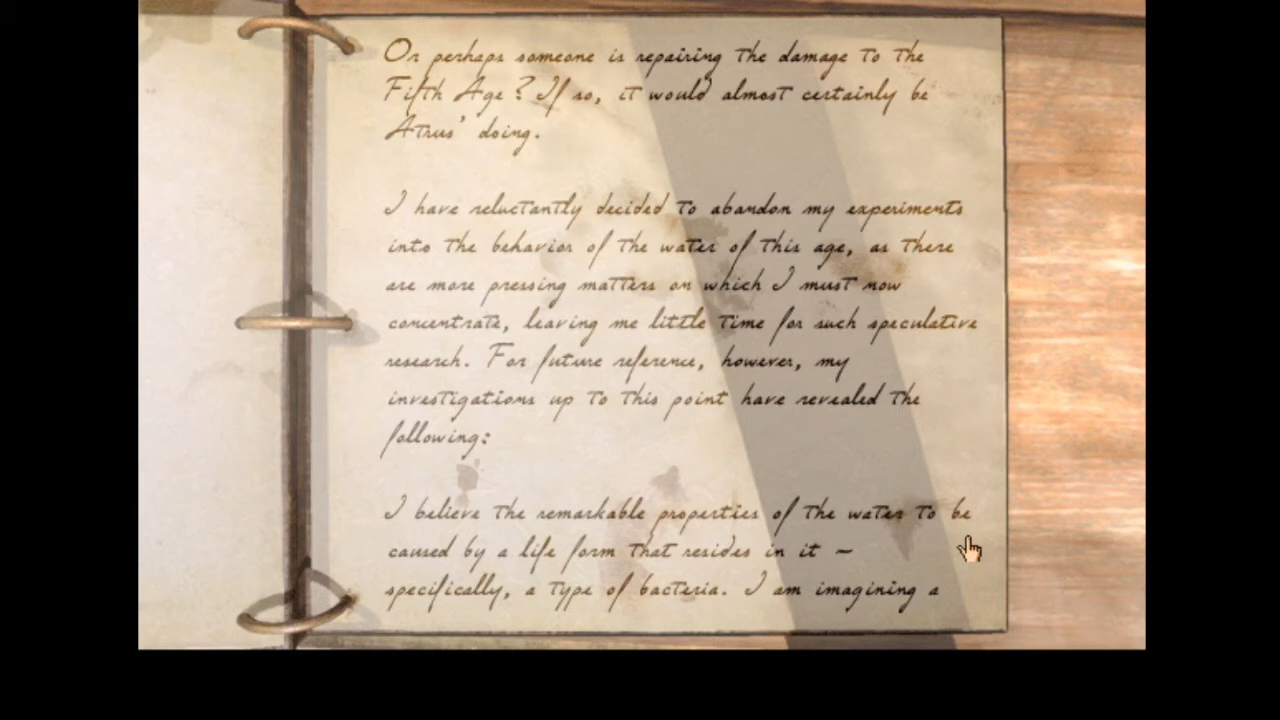 Or perhaps someone is repairing the damage to the
Fifth Age? If so, it would almost certainly be
Atrus' doing.
I have reluctantly decided to abandon my experiments
into the behavior of the water of this age, as there
are more pressing matters on which I must now
concentrate, leaving me little time for such speculative
research. For future reference, however, my
investigations up to this point have revealed the
following:
I believe the remarkable properties of the water to be
caused by a life form that resides in it –
specifically, a type of bacteria. I am imagining a